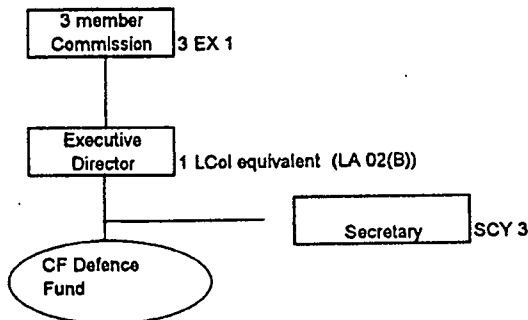 3 member
Commission
3 EX 1
Executive
Director
1 LCol equivalent (LA 02(B))
Secretary
SCY 3
CF Defence
Fund